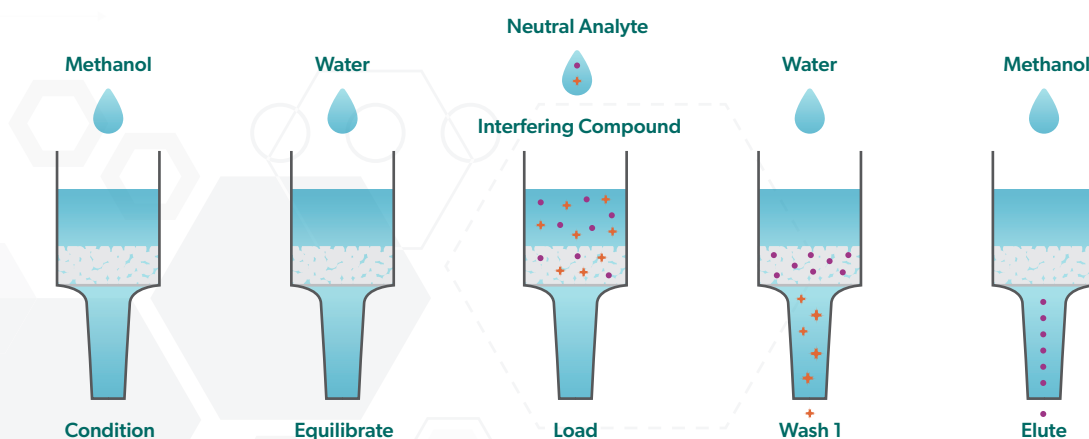 Neutral Analyte
Methanol
Water
Water
Methanol
Interfering Compound
Condition
Equilibrate
Load
Wash 1
Elute